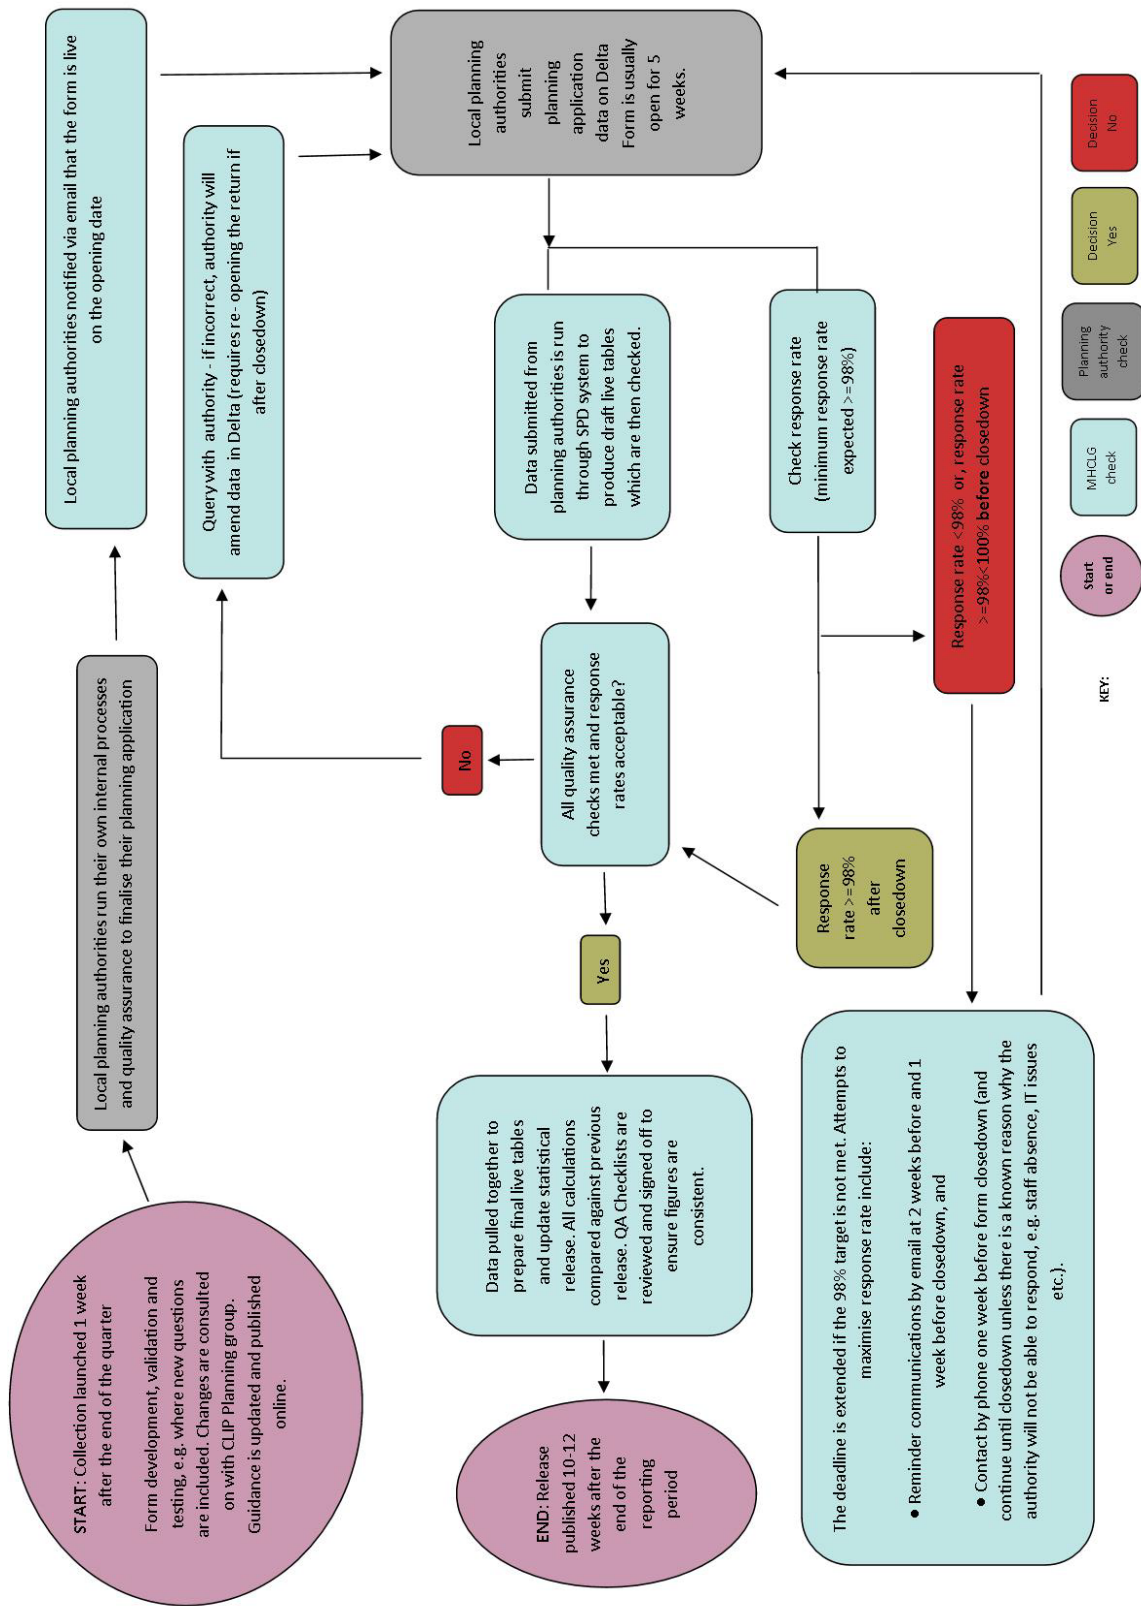 START: Collection launched 1 week
after the end of the quarter
Form development, validation and
testing, e.g. where new questions
are included. Changes are consulted
on with CLIP Planning group.
Guidance is updated and published
online.
Local planning authorities run their own internal processes
and quality assurance to finalise their planning application
Local planning authorities notified via email that the form is live
on the opening date
Query with authority - if incorrect, authority will
amend data in Delta (requires re- opening the return if
after closedown)
Local planning
authorities
submit
planning
application
data on Delta
Form is usually
open for 5
weeks.
Data submitted from
planning authorities is run
through SPD system to
produce draft live tables
which are then checked.
Check response rate
(minimum response rate
expected >=98%)
All quality assurance
checks met and response
rates acceptable?
No
Yes
Data pulled together to
prepare final live tables
and update statistical
release. All calculations
compared against previous
release. QA Checklists are
reviewed and signed off to
ensure figures are
consistent.
END: Release
published 10-12
weeks after the
end of the
reporting
period
Response
rate >=98%
after
closedown
Response rate <98% or, response rate
>=98%<100% before closedown
The deadline is extended if the 98% target is not met. Attempts to
maximise response rate include:
● Reminder communications by email at 2 weeks before and 1
week before closedown, and
● Contact by phone one week before form closedown (and
continue until closedown unless there is a known reason why the
authority will not be able to respond, e.g. staff absence, IT issues
etc.).
KEY:
Start
or end
MHCLG
check
Planning
authority
check
Decision
Yes
Decision
No